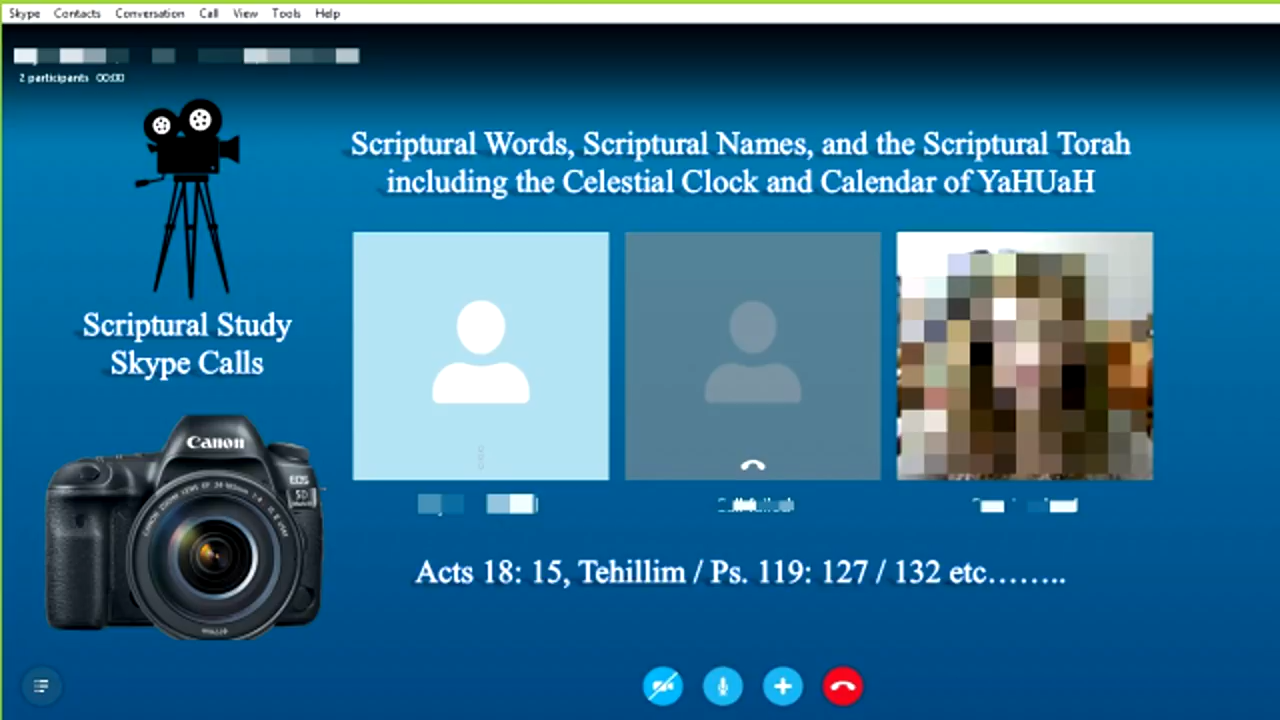 Skype Contacts Conversation Call View Tools Help
2 participants 00:00
Scriptural Words, Scriptural Names, and the Scriptural Torah
including the Celestial Clock and Calendar of YaHUaH
Scriptural Study
Skype Calls
Canon
EOS
5D
Acts 18: 15, Tehillim / Ps. 119: 127 / 132 etc........